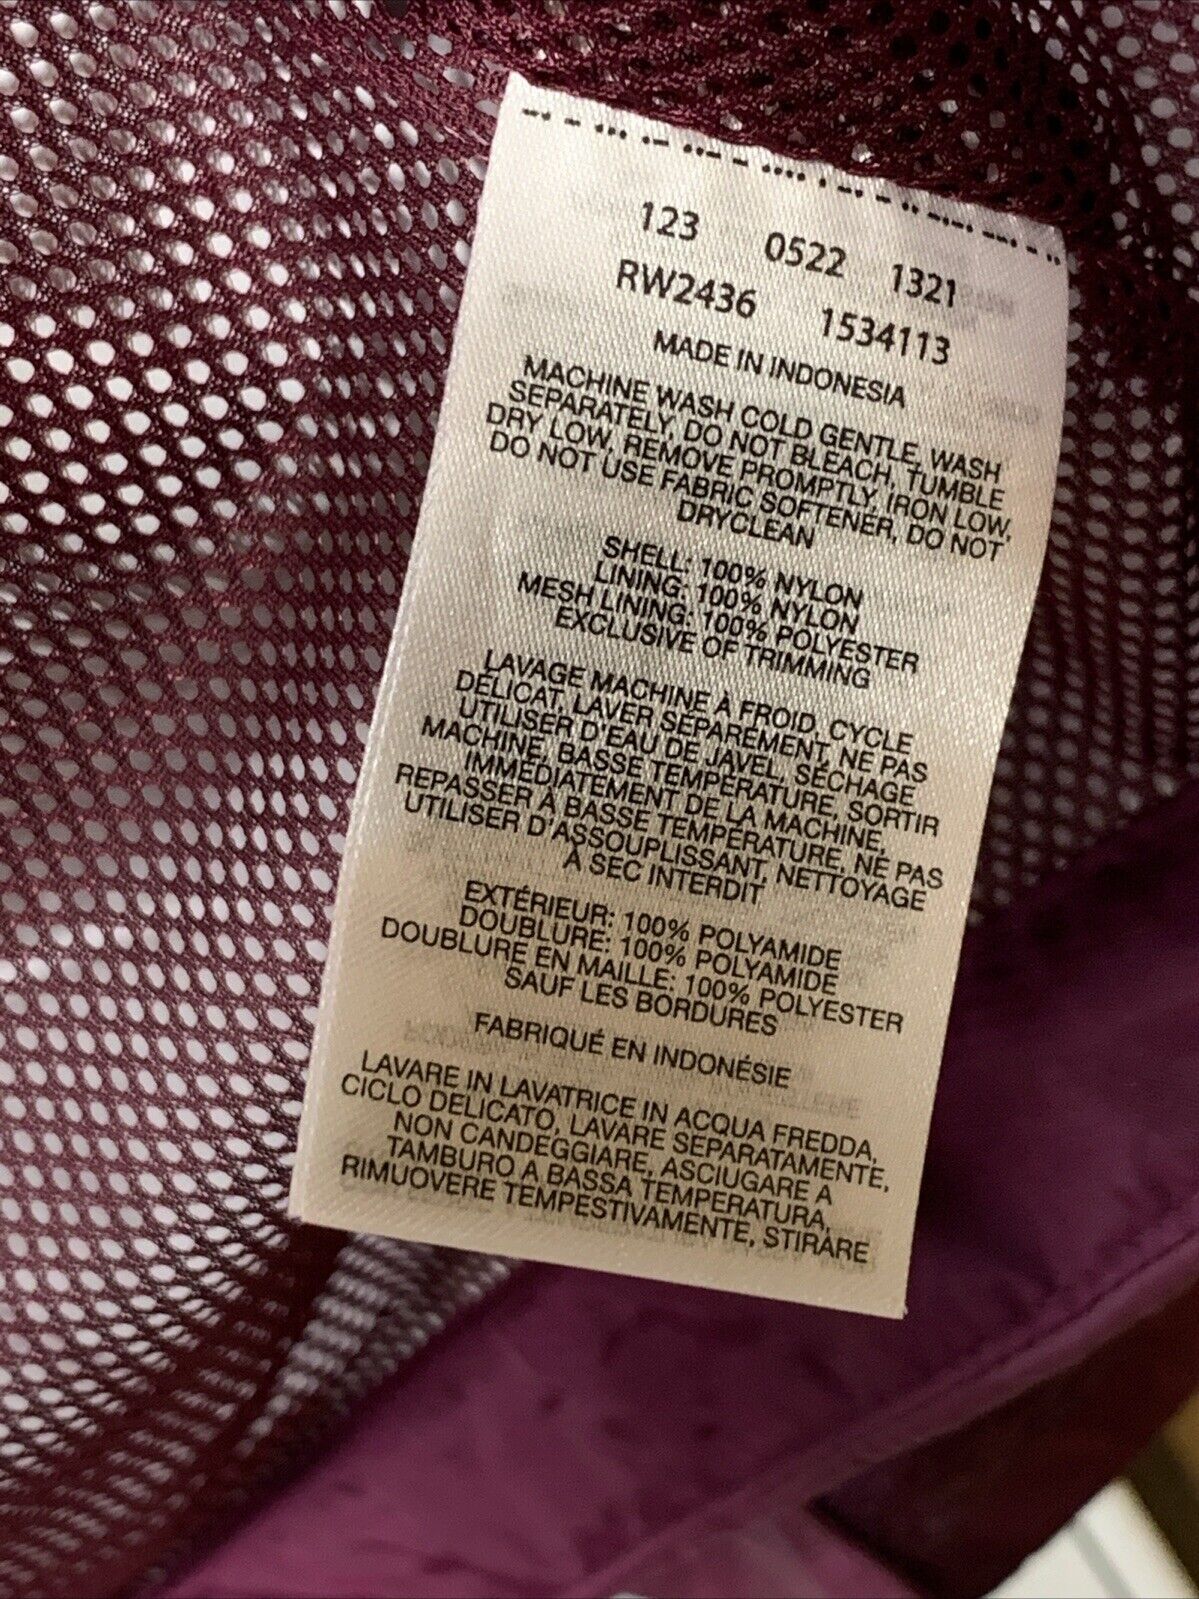 123 0522 1321
RW2436 1534113
MADE IN INDONESIA
MACHINE WASH COLD GENTLE, WASH
SEPARATELY, DO NOT BLEACH, TUMBLE
DRY LOW, REMOVE PROMPTLY, IRON LOW,
DO NOT USE FABRIC SOFTENER, DO NOT
DRYCLEAN
SHELL: 100% NYLON
LINING: 100% NYLON
MESH LINING: 100% POLYESTER
EXCLUSIVE OF TRIMMING
LAVAGE MACHINE À FROID, CYCLE
DÉLICAT, LAVER SÉPARÉMENT, NE PAS
UTILISER D'EAU DE JAVEL, SÉCHAGE
MACHINE, BASSE TEMPÉRATURE, SORTIR
IMMÉDIATEMENT DE LA MACHINE,
REPASSER À BASSE TEMPÉRATURE, NE PAS
UTILISER D'ASSOUPLISSANT, NETTOYAGE
À SEC INTERDIT
EXTÉRIEUR: 100% POLYAMIDE
DOUBLURE: 100% POLYAMIDE
DOUBLURE EN MAILLE: 100% POLYESTER
SAUF LES BORDURES
FABRIQUÉ EN INDONÉSIE
LAVARE IN LAVATRICE IN ACQUA FREDDA,
CICLO DELICATO, LAVARE SEPARATAMENTE,
NON CANDEGGIARE, ASCIUGARE A
TAMBURO A BASSA TEMPERATURA,
RIMUOVERE TEMPESTIVAMENTE, STIRARE